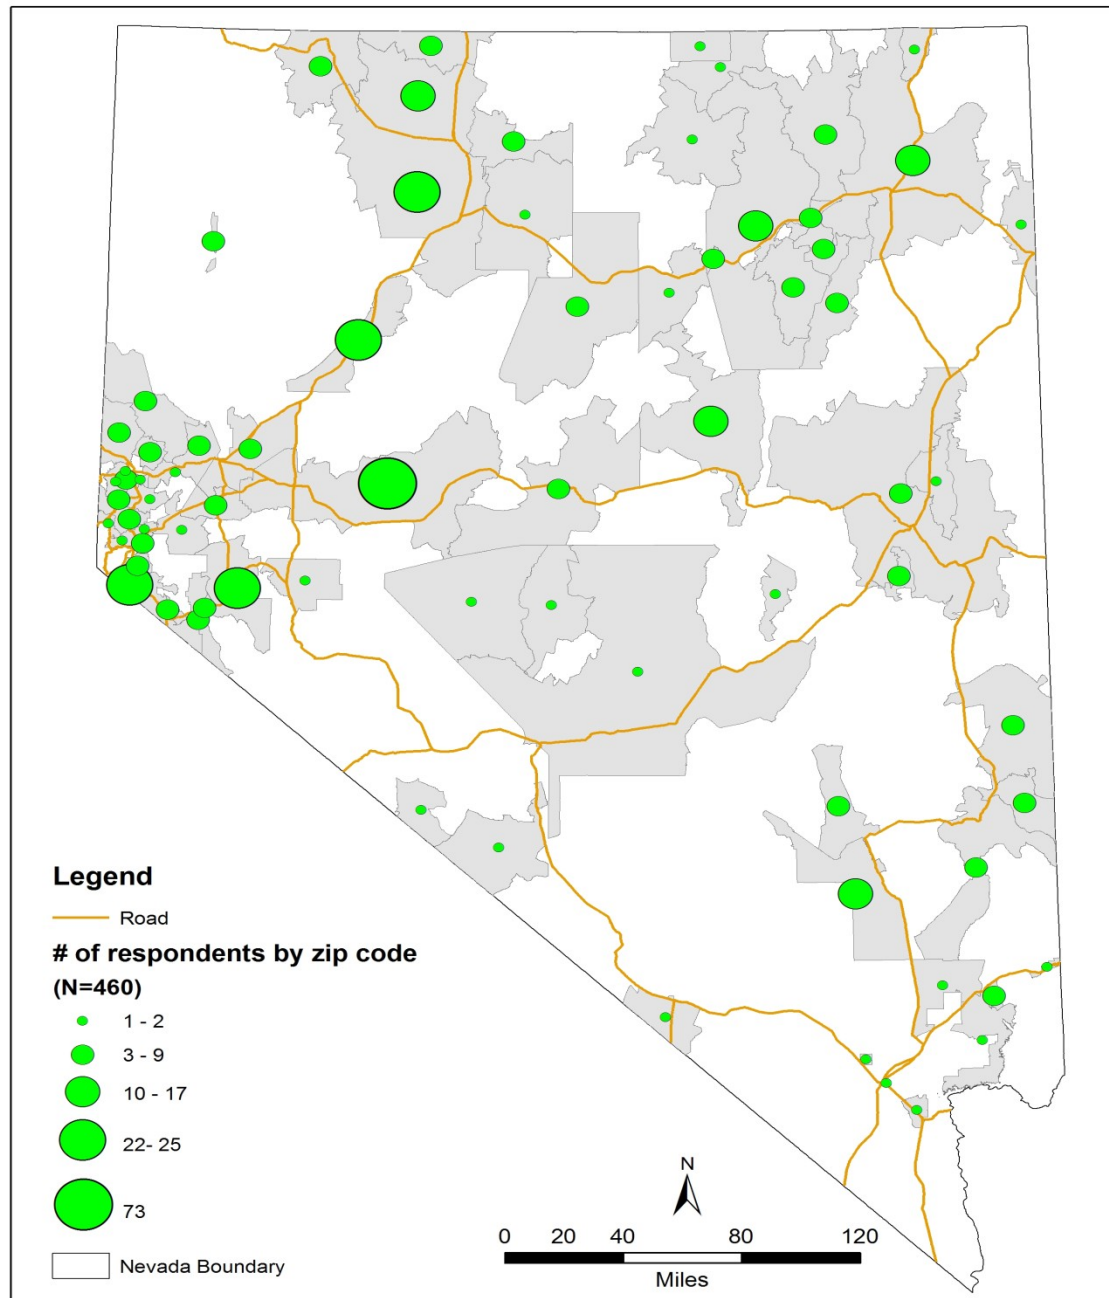 Legend
Road
# of respondents by zip code
(N=460)
1 - 2
3 - 9
10 - 17
22- 25
73
Nevada Boundary
N
0 20 40 80 120
Miles